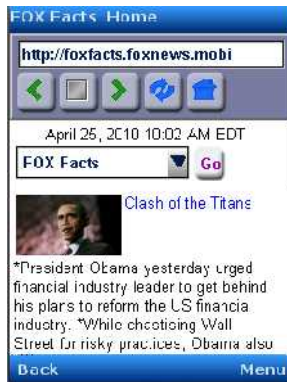 FOX Facts Home
http://foxfacts.foxnews.mobi
April 25, 2010 10:02 AM EDT
FOX Facts
Go
Clash of the Titans
*President Obama yesterday urged
financial industry leader to get behind
his plans to reform the US financia
industry. *While chastising Wall
Street for risky practices, Obama also
Back
Menu